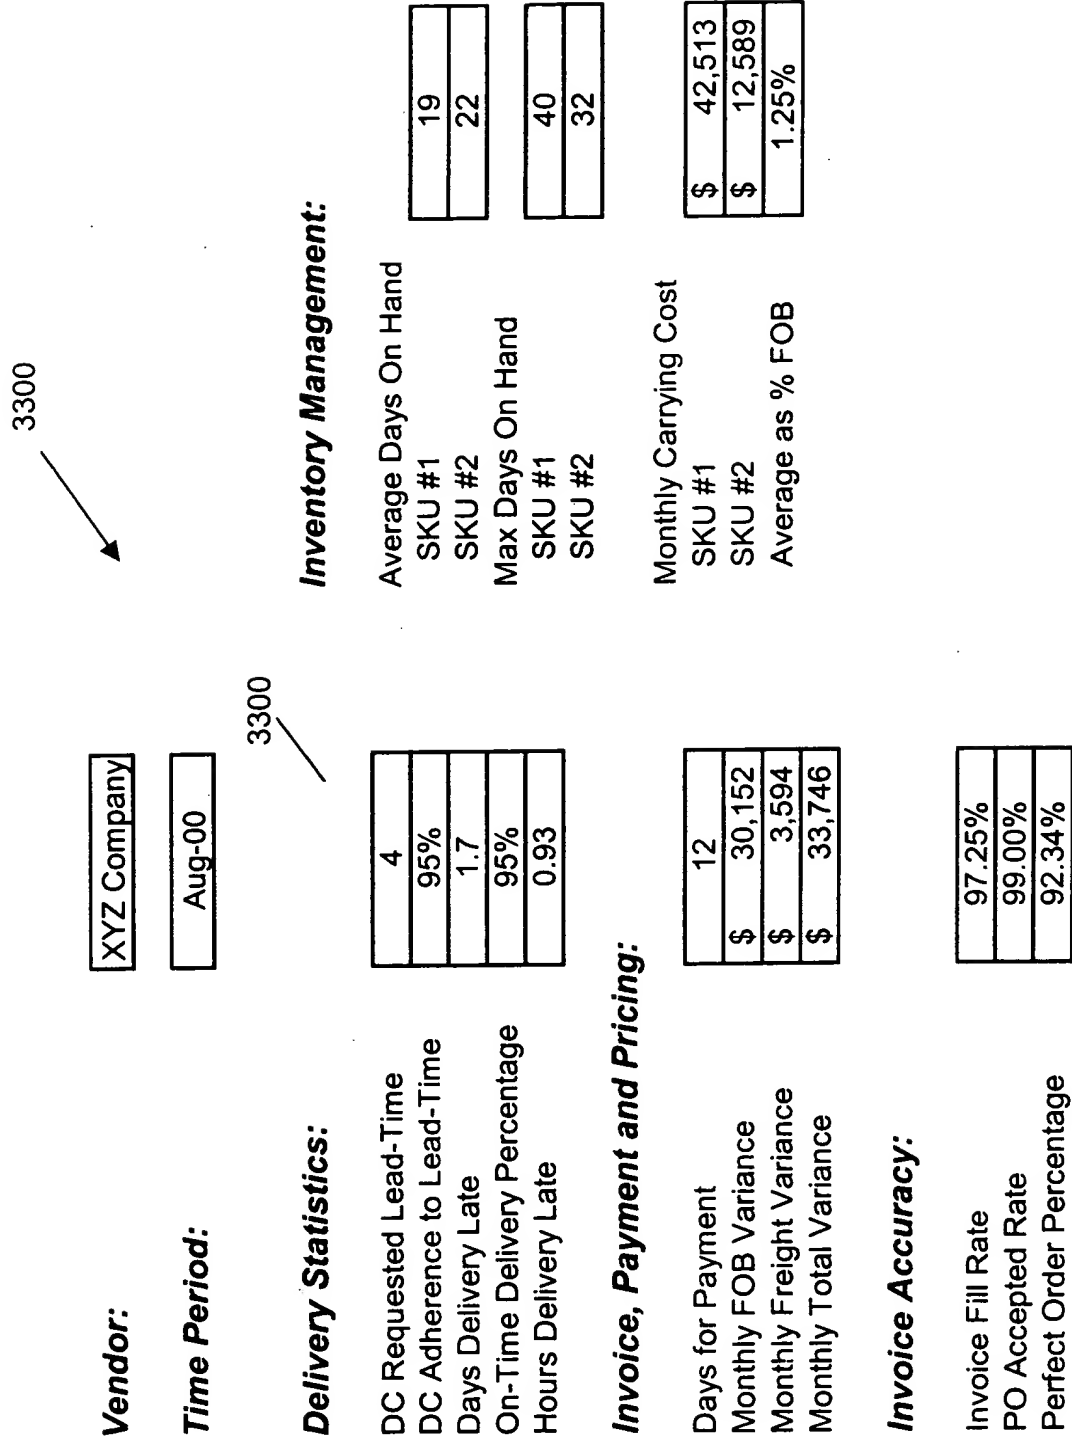 3300
Vendor: XYZ Company
Time Period: Aug-00
3300
Delivery Statistics:
DC Requested Lead-Time 4
DC Adherence to Lead-Time 95%
Days Delivery Late 1.7
On-Time Delivery Percentage 95%
Hours Delivery Late 0.93
Invoice, Payment and Pricing:
Days for Payment 12
Monthly FOB Variance $ 30,152
Monthly Freight Variance $ 3,594
Monthly Total Variance $ 33,746
Invoice Accuracy:
Invoice Fill Rate 97.25%
PO Accepted Rate 99.00%
Perfect Order Percentage 92.34%
Inventory Management:
Average Days On Hand
SKU #1 19
SKU #2 22
Max Days On Hand
SKU #1 40
SKU #2 32
Monthly Carrying Cost
SKU #1 $ 42,513
SKU #2 $ 12,589
Average as % FOB 1.25%